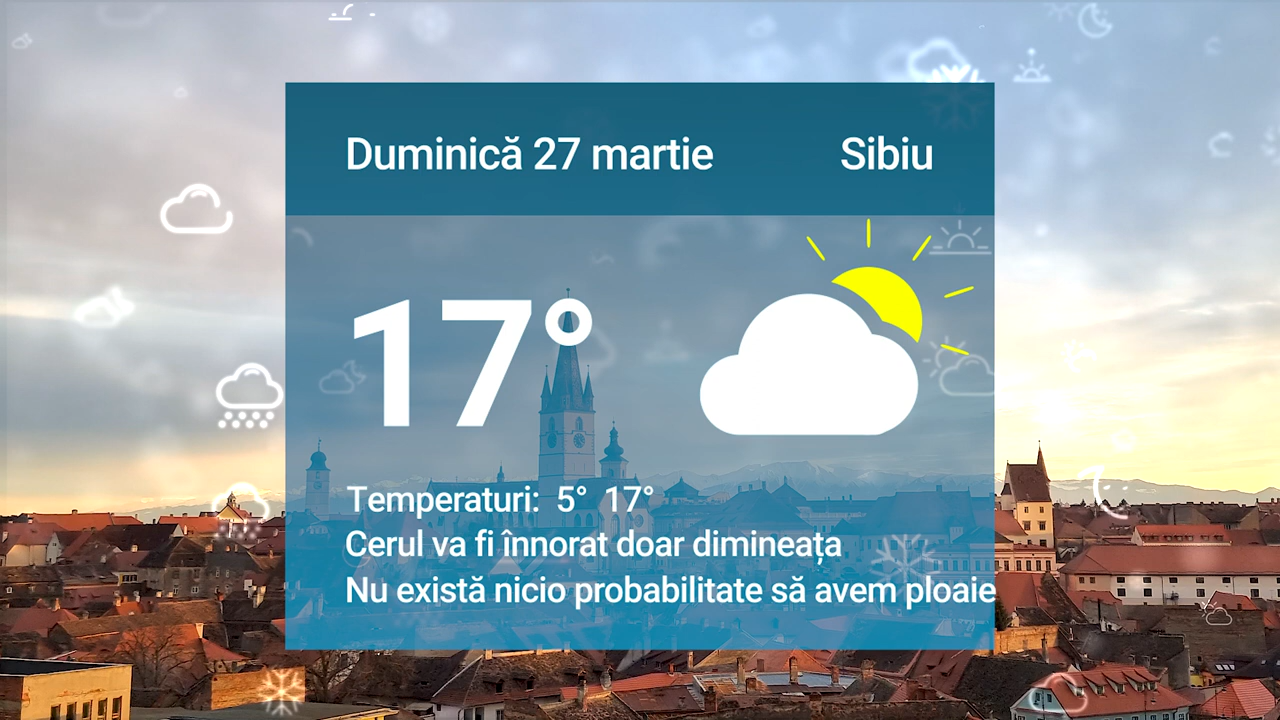 Duminică 27 martie Sibiu
17°
Temperaturi: 5° 17°
Cerul va fi înnorat doar dimineața
Nu există nicio probabilitate să avem ploaie